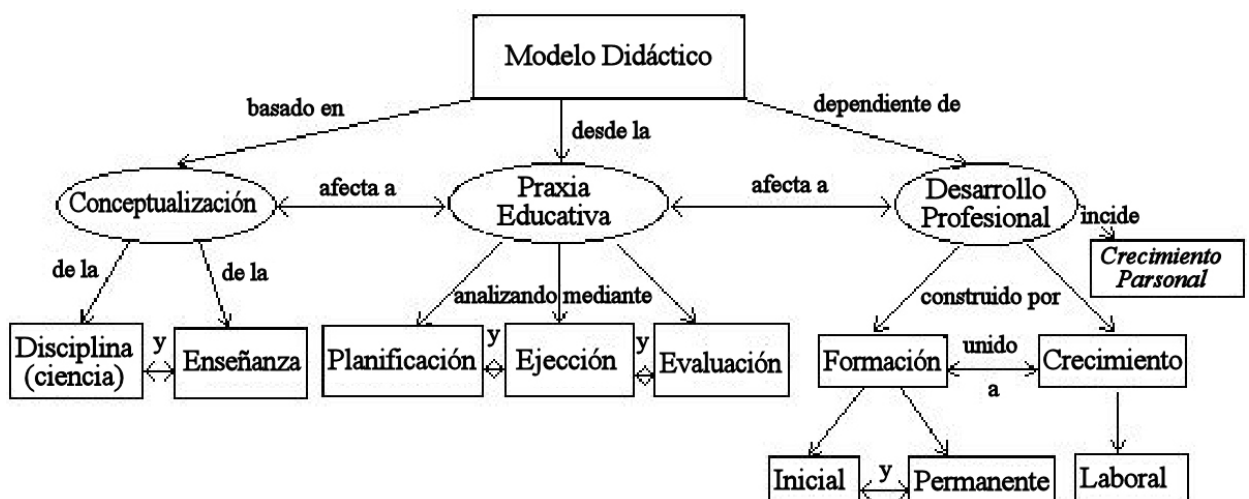 Modelo Didáctico
basado en
desde la
dependiente de
Conceptualización
afecta a
Praxia
Educativa
afecta a
Desarrollo
Profesional
incide
Crecimiento
Parsonal
de la
de la
analizando mediante
construido por
Disciplina
(ciencia)
y
Enseñanza
Planificación
y
Ejección
y
Evaluación
Formación
unido
a
Crecimiento
Inicial
y
Permanente
Laboral